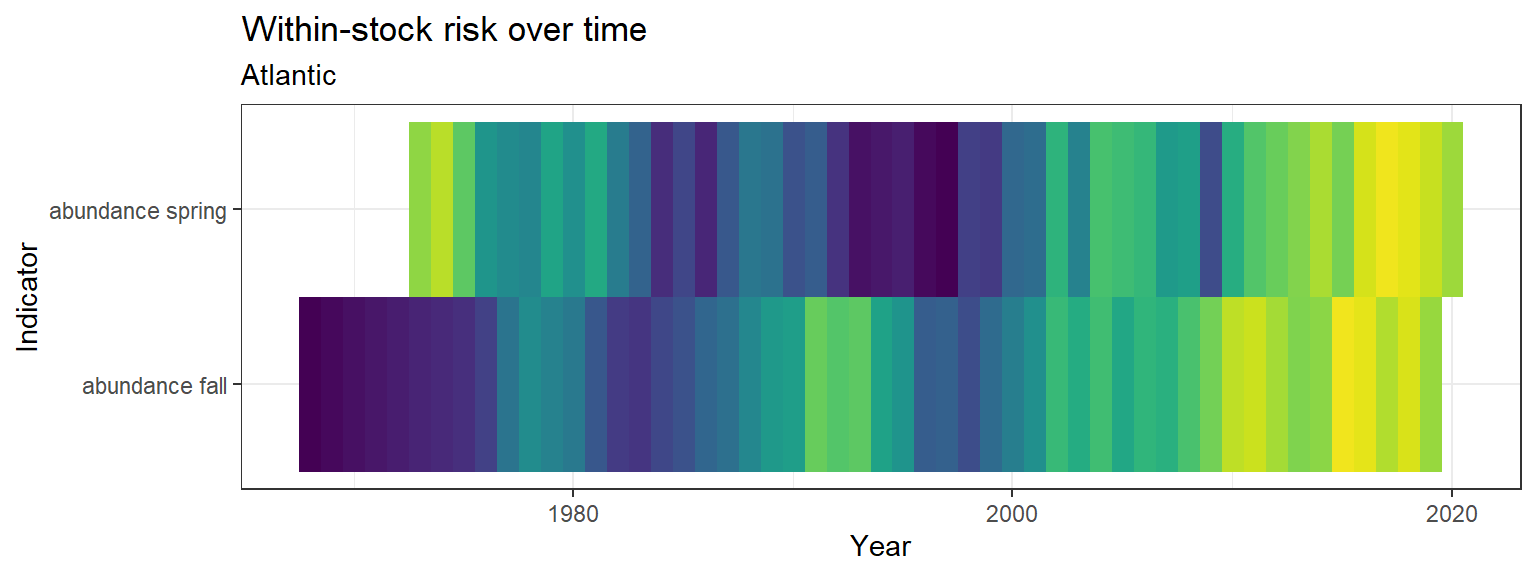 Within-stock risk over time
Atlantic
Indicator
abundance spring
abundance fall
1980
2000
2020
Year